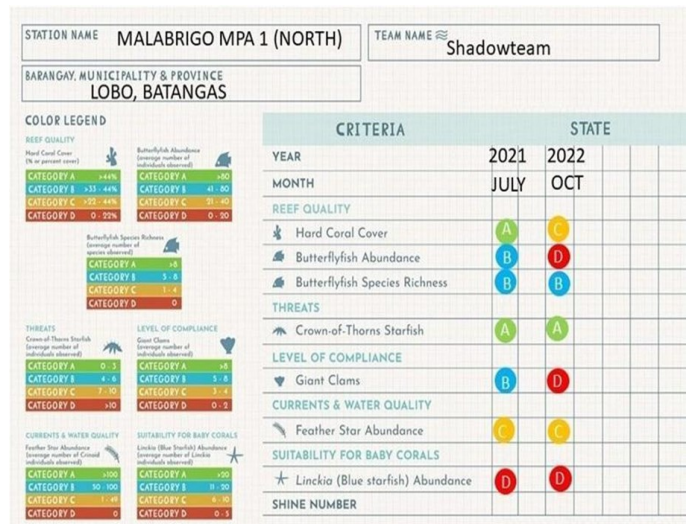 STATION NAME MALABRIGO MPA 1 (NORTH)
TEAM NAME Shadowteam
BARANGAY, MUNICIPALITY & PROVINCE
LOBO, BATANGAS
COLOR LEGEND
REEF QUALITY
Hard Coral Cover
(% or percent cover)
CATEGORY A >44%
CATEGORY B >33 - 44%
CATEGORY C >22 - 44%
CATEGORY D 0 - 22%
Butterflyfish Abundance
(average number of
individuals observed)
CATEGORY A >80
CATEGORY B 41 - 80
CATEGORY C 21 - 40
CATEGORY D 0 - 20
Butterflyfish Species Richness
(average number of
species observed)
CATEGORY A >8
CATEGORY B 5 - 8
CATEGORY C 1 - 4
CATEGORY D 0
THREATS
Crown-of-Thorns Starfish
(average number of
individuals observed)
CATEGORY A 0 - 3
CATEGORY B 4 - 6
CATEGORY C 7 - 10
CATEGORY D >10
LEVEL OF COMPLIANCE
Giant Clams
(average number of
individuals observed)
CATEGORY A >8
CATEGORY B 5 - 8
CATEGORY C 3 - 4
CATEGORY D 0 - 2
CURRENTS & WATER QUALITY
Feather Star Abundance
(average number of Crinoid
individuals observed)
CATEGORY A >100
CATEGORY B 50 - 100
CATEGORY C 1 - 49
CATEGORY D 0
SUITABILITY FOR BABY CORALS
Linckia (Blue Starfish) Abundance
(average number of Linckia
individuals observed)
CATEGORY A >20
CATEGORY B 11 - 20
CATEGORY C 6 - 10
CATEGORY D 0 - 5
CRITERIA STATE
YEAR 2021 2022
MONTH JULY OCT
REEF QUALITY
Hard Coral Cover A C
Butterflyfish Abundance B D
Butterflyfish Species Richness B B
THREATS
Crown-of-Thorns Starfish A A
LEVEL OF COMPLIANCE
Giant Clams B D
CURRENTS & WATER QUALITY
Feather Star Abundance C C
SUITABILITY FOR BABY CORALS
Linckia (Blue starfish) Abundance D D
SHINE NUMBER